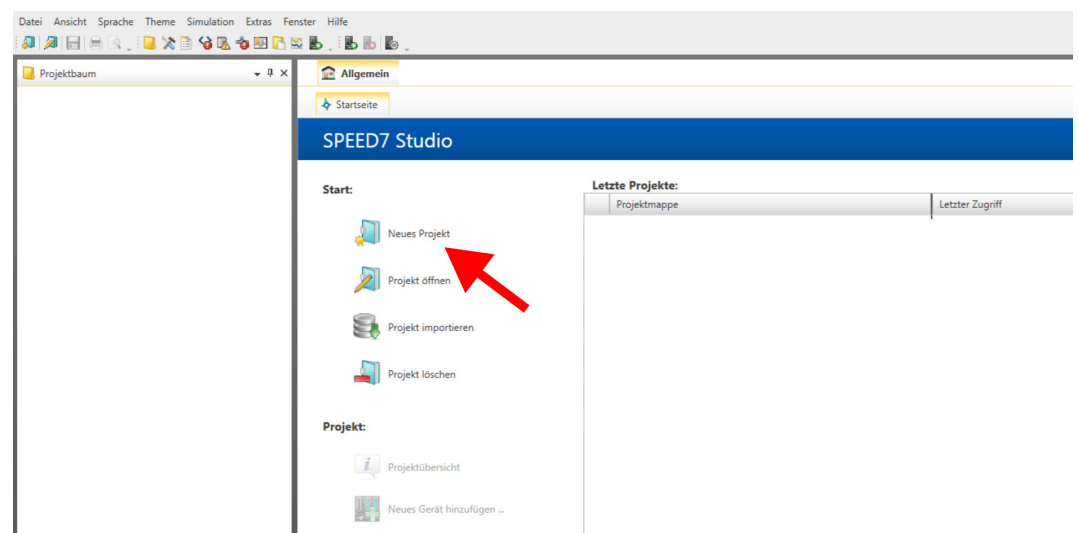 Datei Ansicht Sprache Theme Simulation Extras Fenster Hilfe
Projektbaum
Allgemein
Startseite
SPEED7 Studio
Start:
Neues Projekt
Projekt öffnen
Projekt importieren
Projekt löschen
Projekt:
Projektübersicht
Neues Gerät hinzufügen ...
Letzte Projekte:
Projektmappe Letzter Zugriff